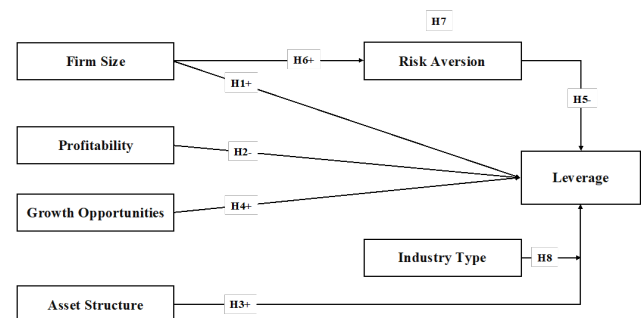 H7
Firm Size
H6+
Risk Aversion
H1+
H5-
Profitability
H2-
Leverage
Growth Opportunities
H4+
Industry Type
H8
Asset Structure
H3+